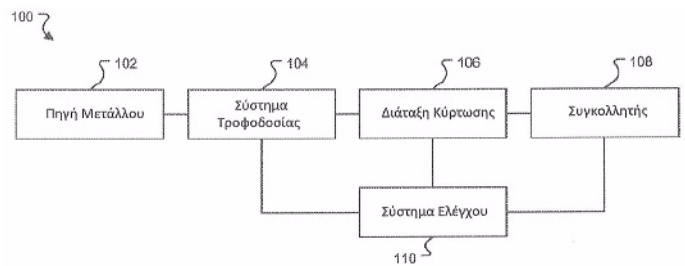 100
102
104
106
108
Πηγή Μετάλλου
Σύστημα
Τροφοδοσίας
Διάταξη Κύρτωσης
Συγκολλητής
Σύστημα Ελέγχου
110